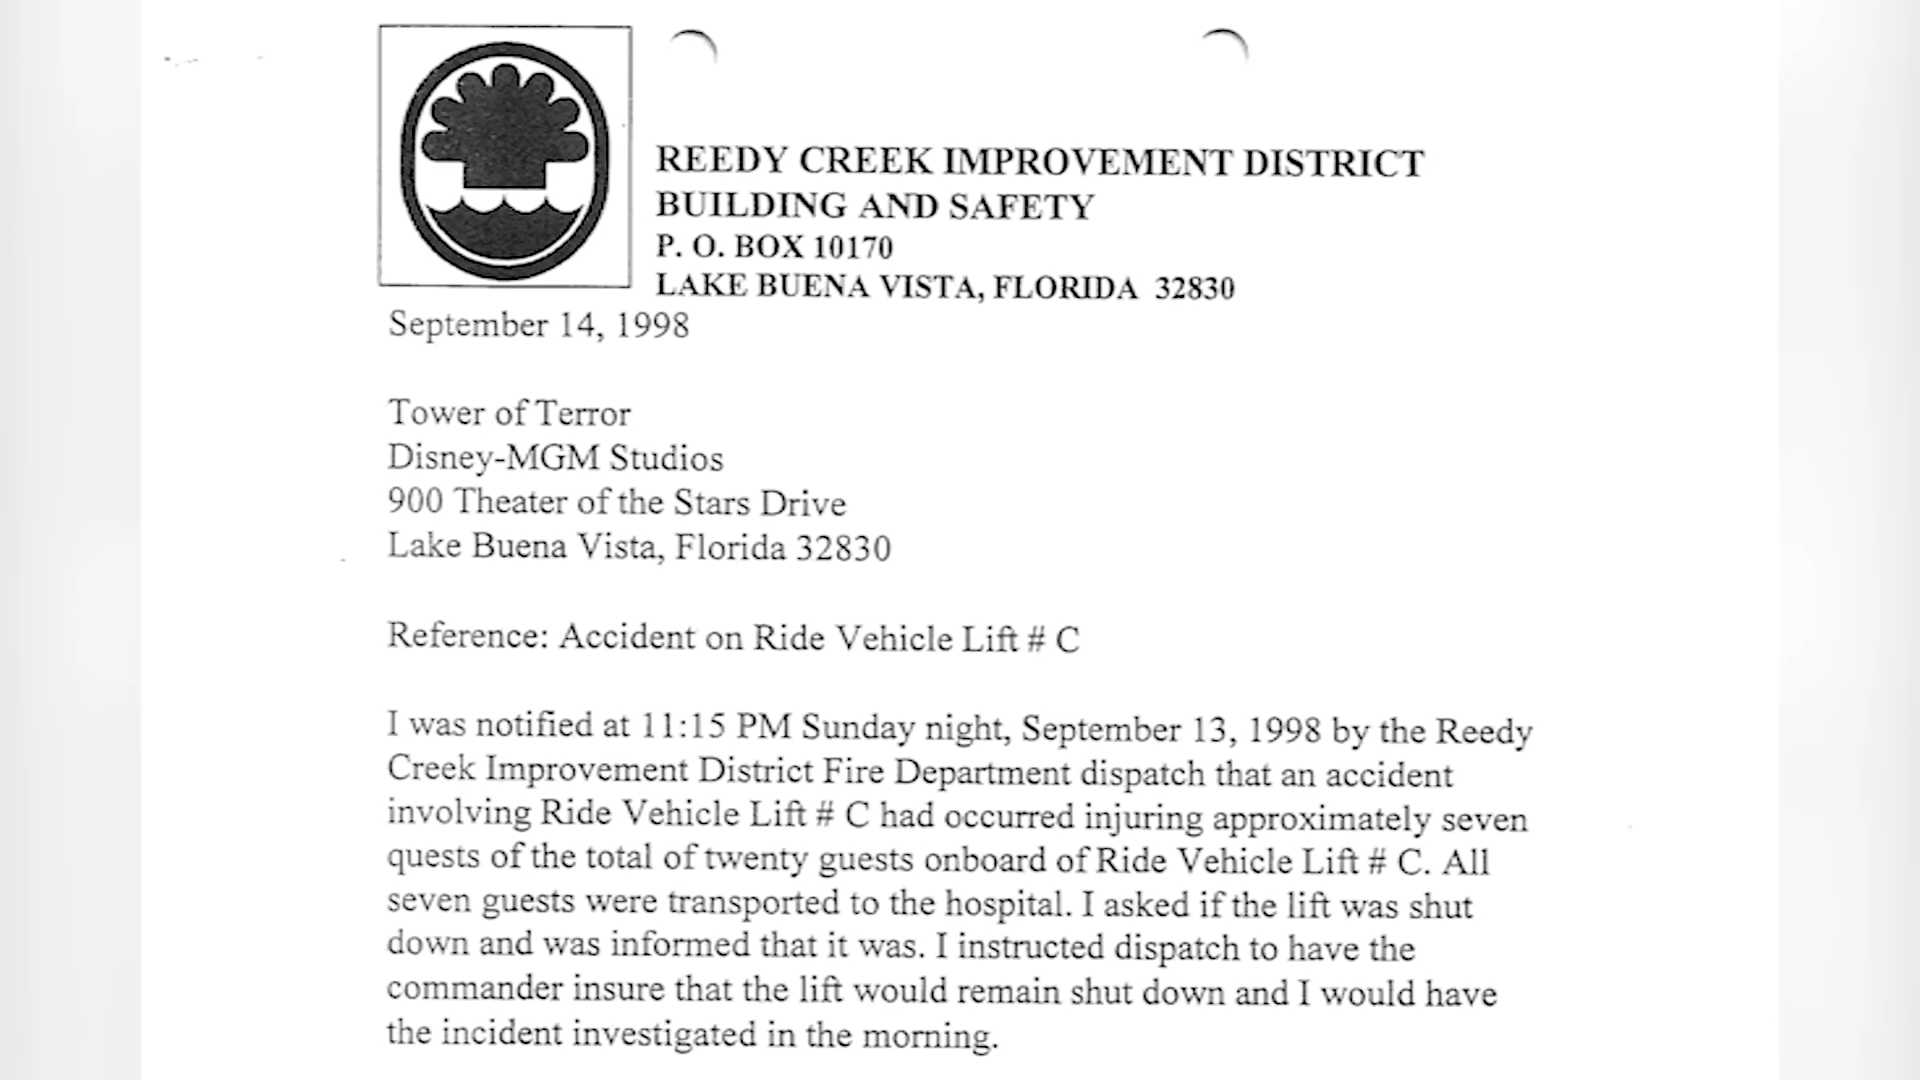 REEDY CREEK IMPROVEMENT DISTRICT
BUILDING AND SAFETY
P. O. BOX 10170
LAKE BUENA VISTA, FLORIDA 32830
September 14, 1998
Tower of Terror
Disney-MGM Studios
900 Theater of the Stars Drive
Lake Buena Vista, Florida 32830
Reference: Accident on Ride Vehicle Lift # C
I was notified at 11:15 PM Sunday night, September 13, 1998 by the Reedy
Creek Improvement District Fire Department dispatch that an accident
involving Ride Vehicle Lift # C had occurred injuring approximately seven
quests of the total of twenty guests onboard of Ride Vehicle Lift # C. All
seven guests were transported to the hospital. I asked if the lift was shut
down and was informed that it was. I instructed dispatch to have the
commander insure that the lift would remain shut down and I would have
the incident investigated in the morning.